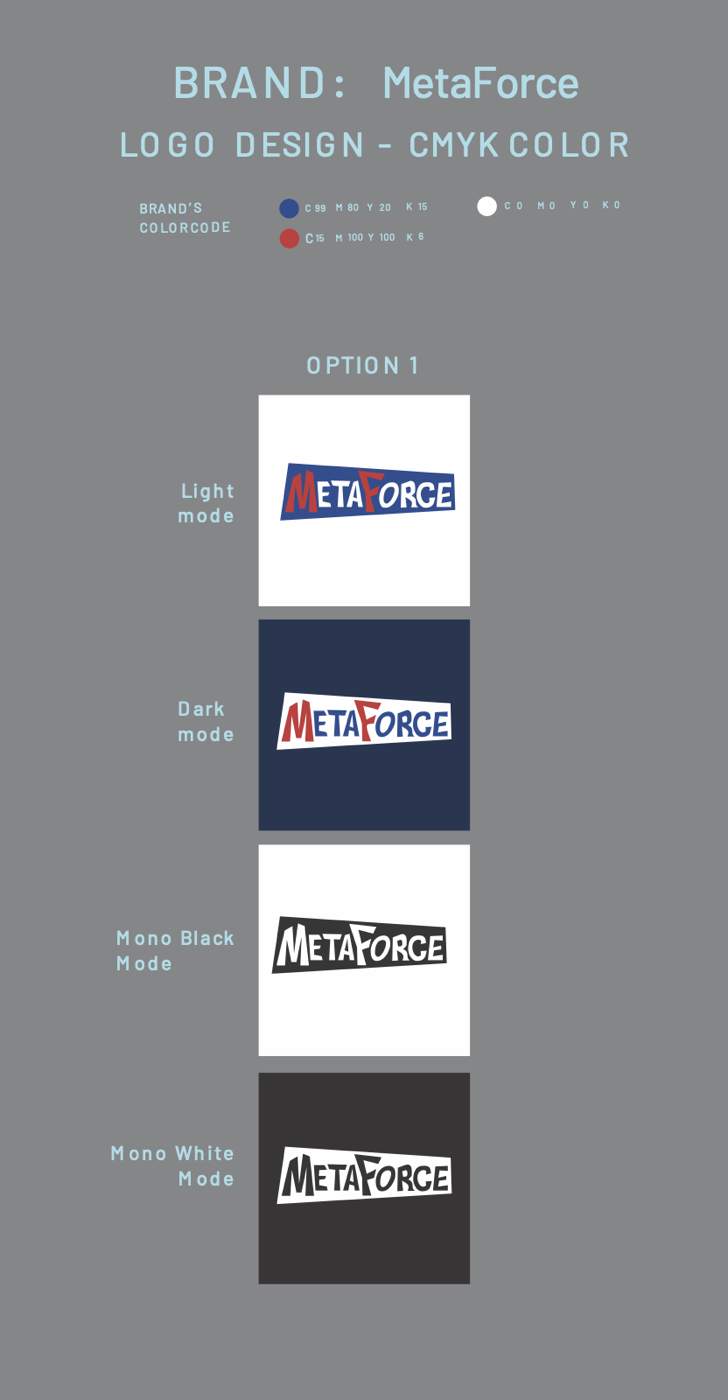 BRAND: MetaForce
LOGO DESIGN - CMYK COLOR
BRAND'S
COLORCODE
C 99 M 80 Y 20 K 15
C 0 M 0 Y 0 K 0
C 15 M 100 Y 100 K 6
OPTION 1
Light
mode
METAFORCE
Dark
mode
METAFORCE
Mono Black
Mode
METAFORCE
Mono White
Mode
METAFORCE